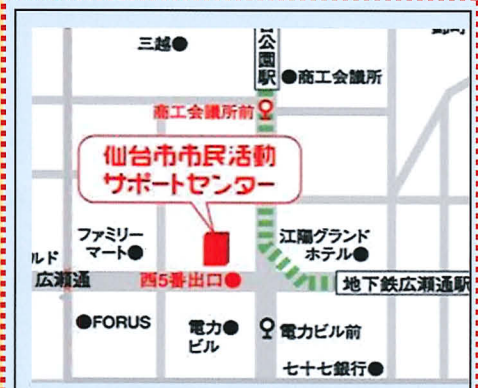 三越
公園駅
商工会議所
商工会議所前
仙台市市民活動
サポートセンター
ファミリー
マート
江陽グランド
ホテル
ルド
広瀬通
西5番出口
地下鉄広瀬通駅
FORUS
電力
ビル
電力ビル前
七十七銀行